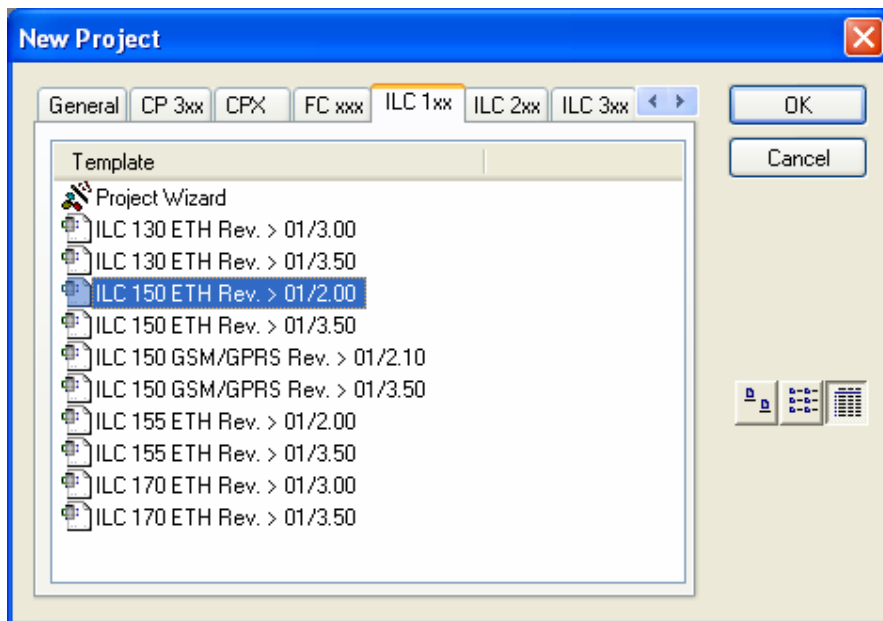 New Project
General CP 3xx CPX FC xxx ILC 1xx ILC 2xx ILC 3xx
OK
Cancel
Template
Project Wizard
ILC 130 ETH Rev. > 01/3.00
ILC 130 ETH Rev. > 01/3.50
ILC 150 ETH Rev. > 01/2.00
ILC 150 ETH Rev. > 01/3.50
ILC 150 GSM/GPRS Rev. > 01/2.10
ILC 150 GSM/GPRS Rev. > 01/3.50
ILC 155 ETH Rev. > 01/2.00
ILC 155 ETH Rev. > 01/3.50
ILC 170 ETH Rev. > 01/3.00
ILC 170 ETH Rev. > 01/3.50